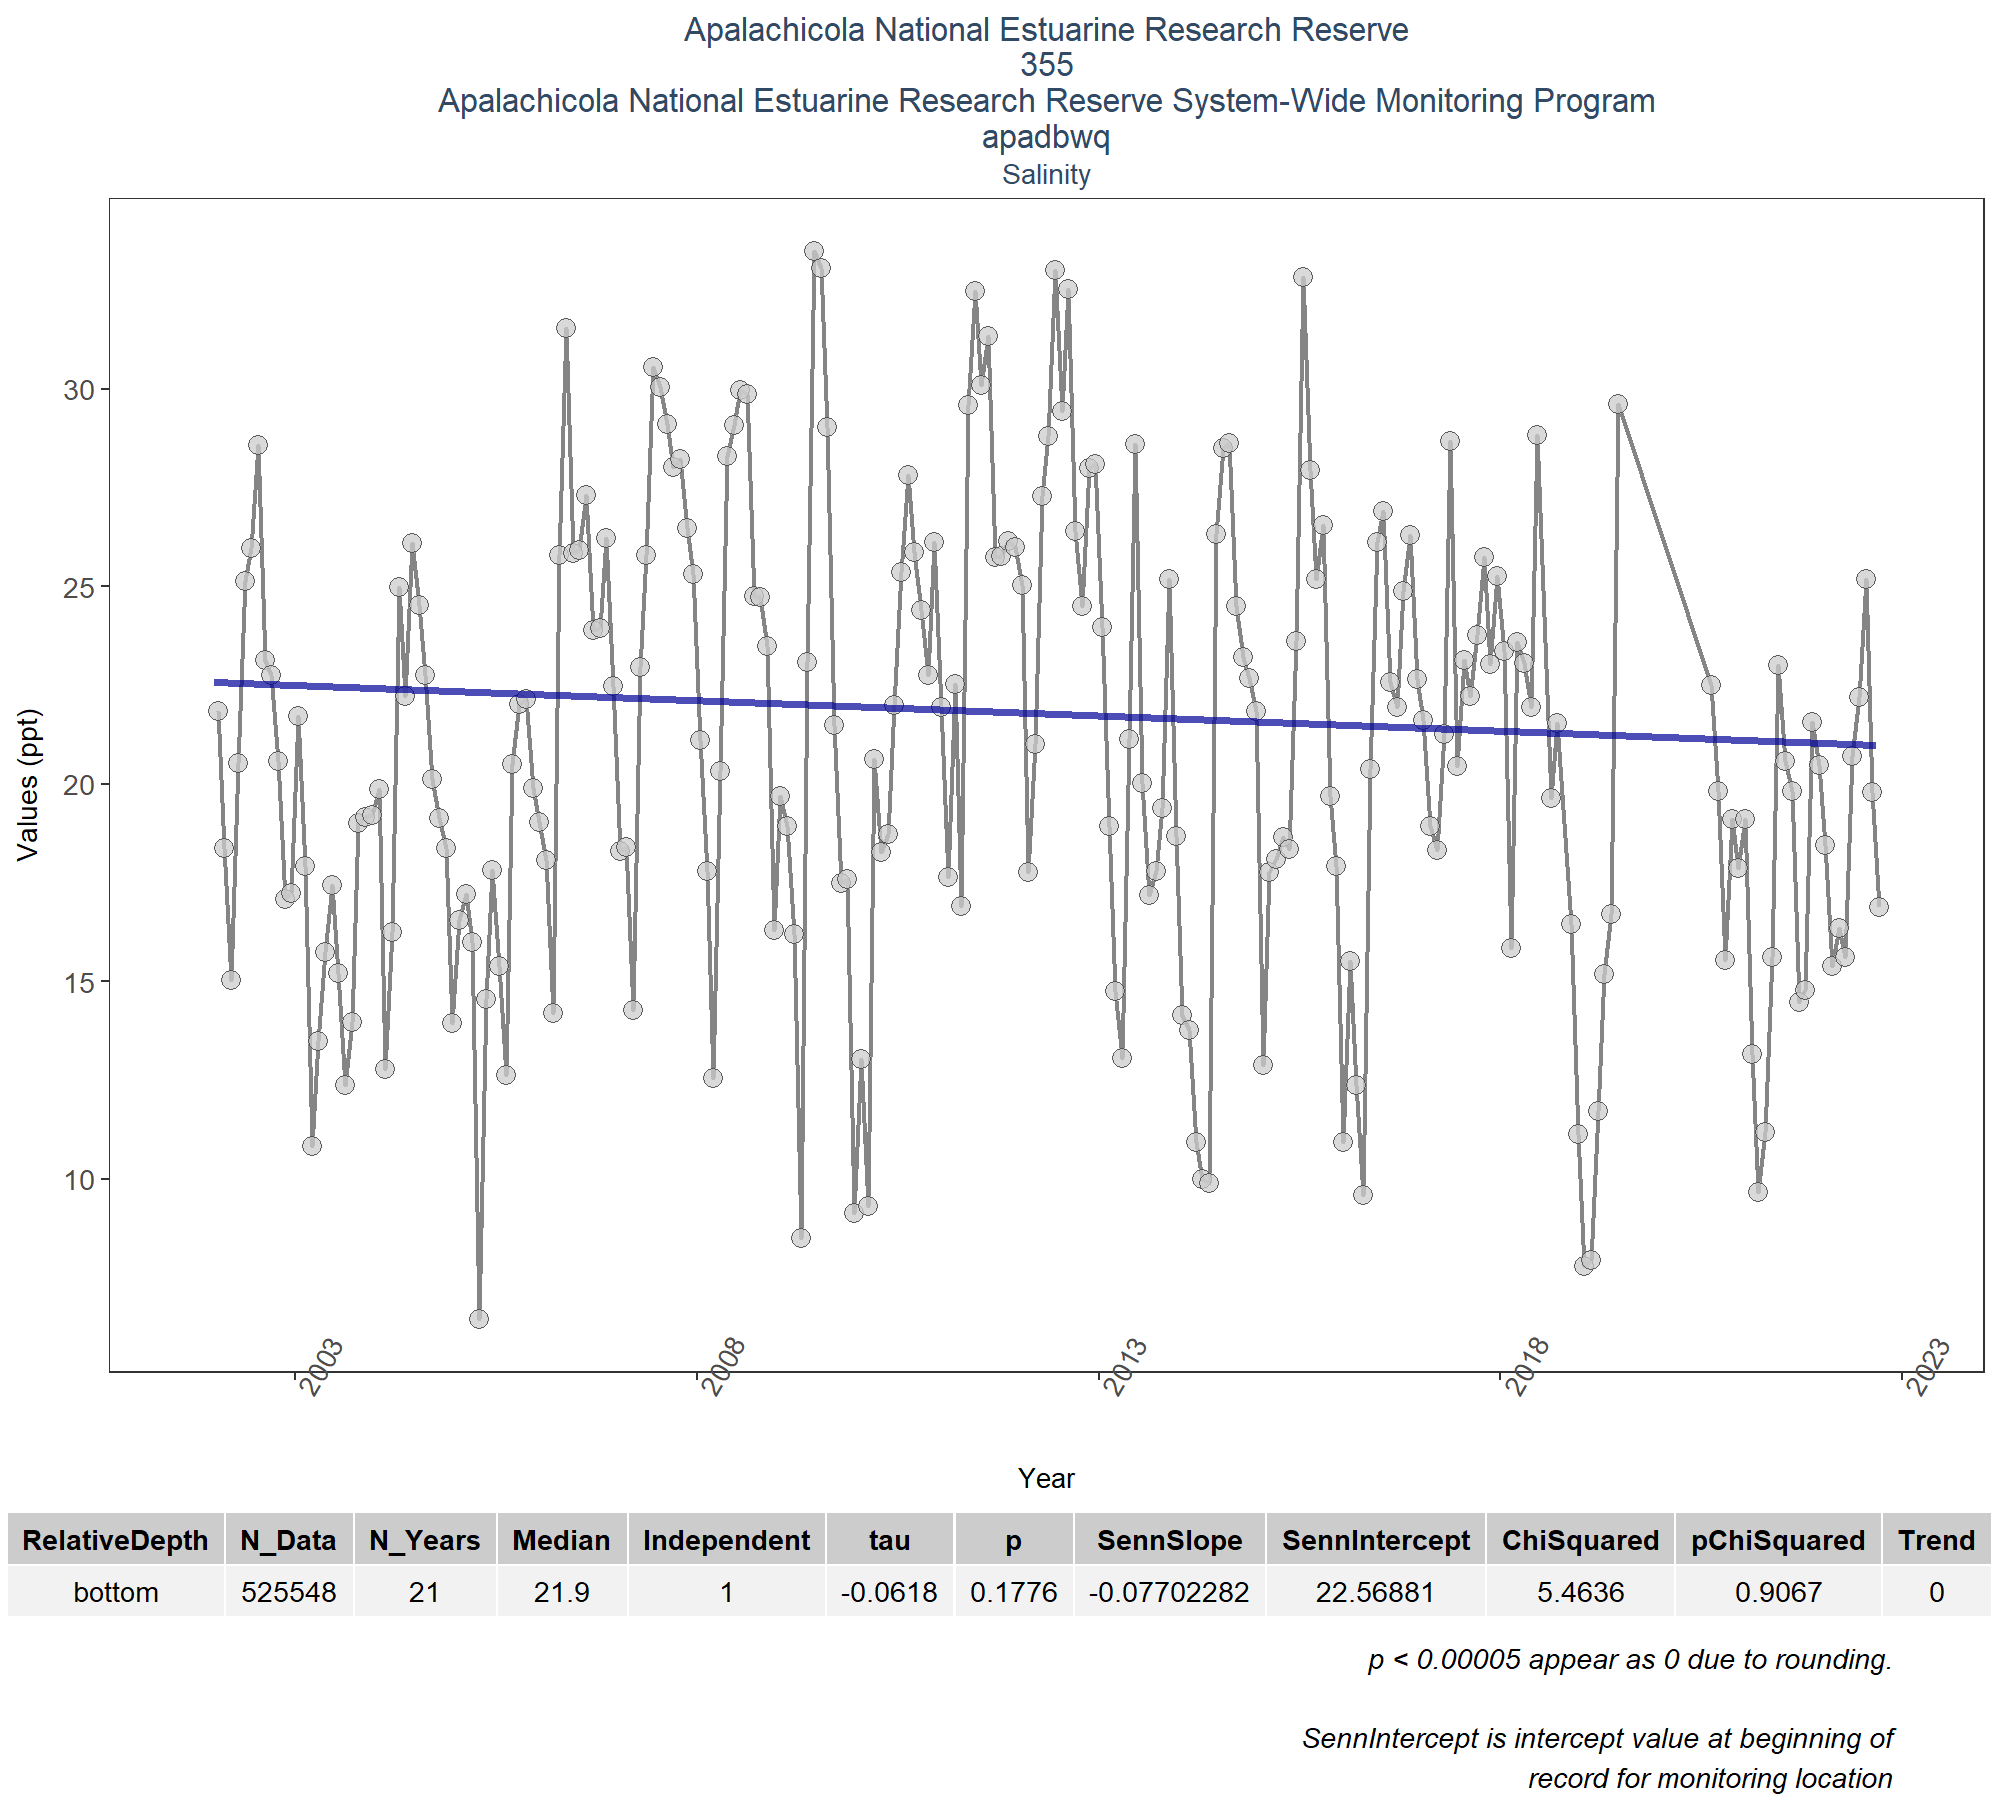 Apalachicola National Estuarine Research Reserve
355
Apalachicola National Estuarine Research Reserve System-Wide Monitoring Program
apadbwq
Salinity
Values (ppt)
30
25
20
15
10
2003 2008 2013 2018 2023
Year
RelativeDepth N_Data N_Years Median Independent tau p SennSlope SennIntercept ChiSquared pChiSquared Trend
bottom 525548 21 21.9 1 -0.0618 0.1776 -0.07702282 22.56881 5.4636 0.9067 0
p < 0.00005 appear as 0 due to rounding.
SennIntercept is intercept value at beginning of
record for monitoring location